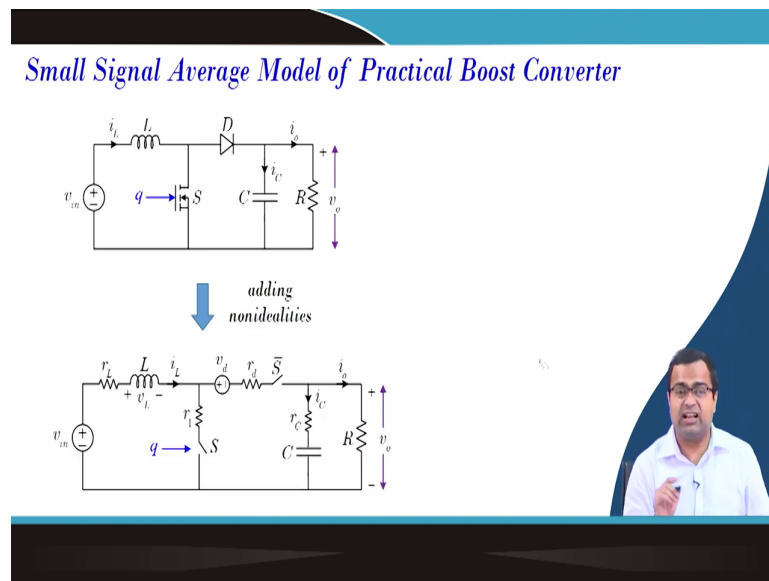 Small Signal Average Model of Practical Boost Converter
i_L L D i_o
+
v_in + − q S C i_C R v_o
adding
nonidealities
r_L L i_L v_d r_d S̅ i_o
+ v_L − + − +
v_in + − r_1 q S r_C i_C C R v_o
−